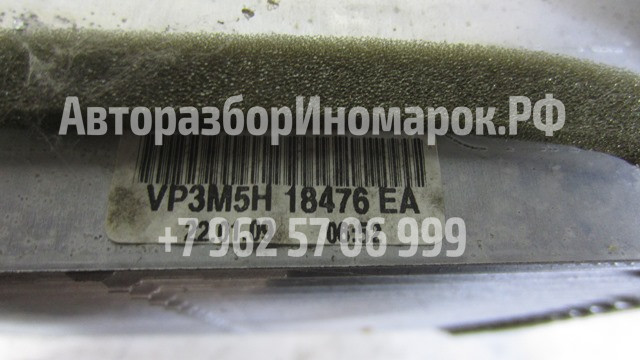 АвторазборИномарок.РФ
VP3M5H 18476 EA
+7 962 5706 999